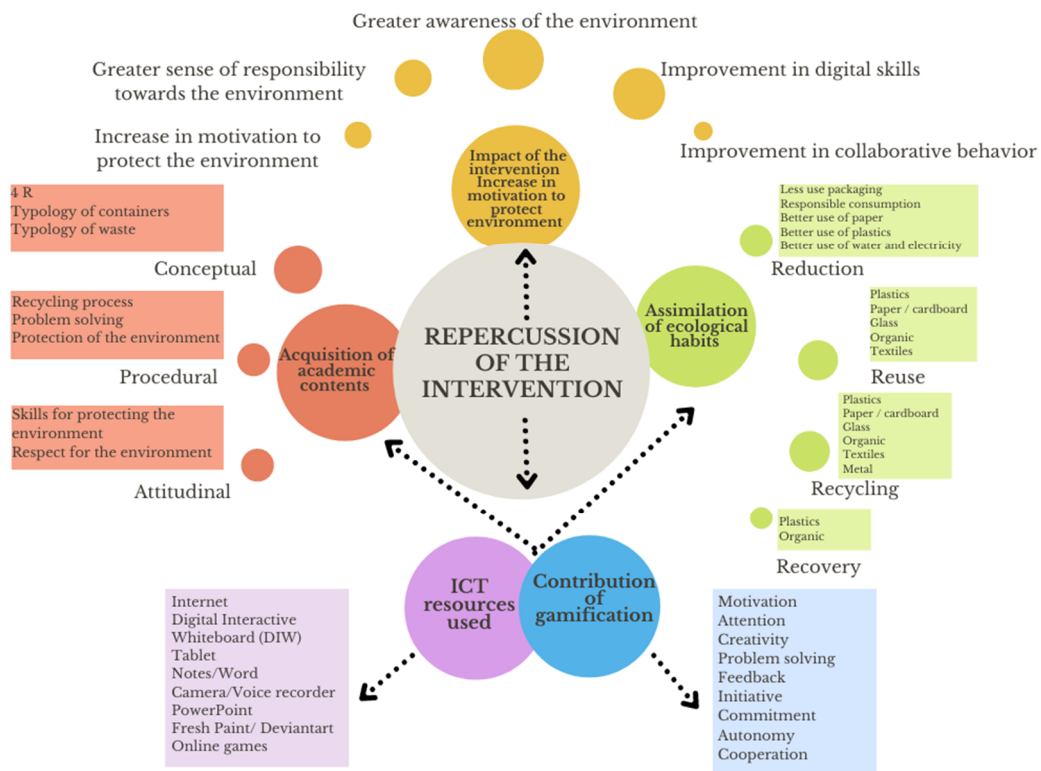 Greater awareness of the environment
Greater sense of responsibility
towards the environment
Improvement in digital skills
Increase in motivation to
protect the environment
Improvement in collaborative behavior
Impact of the
intervention
Increase in
motivation to
protect
environment
4 R
Typology of containers
Typology of waste
Conceptual
Recycling process
Problem solving
Protection of the environment
Procedural
Skills for protecting the
environment
Respect for the environment
Attitudinal
Acquisition of
academic
contents
REPERCUSSION
OF THE
INTERVENTION
Assimilation
of ecological
habits
Less use packaging
Responsible consumption
Better use of paper
Better use of plastics
Better use of water and electricity
Reduction
Plastics
Paper / cardboard
Glass
Organic
Textiles
Reuse
Plastics
Paper / cardboard
Glass
Organic
Textiles
Metal
Recycling
Plastics
Organic
Recovery
ICT
resources
used
Contribution
of
gamification
Internet
Digital Interactive
Whiteboard (DIW)
Tablet
Notes/Word
Camera/Voice recorder
PowerPoint
Fresh Paint/ Deviantart
Online games
Motivation
Attention
Creativity
Problem solving
Feedback
Initiative
Commitment
Autonomy
Cooperation